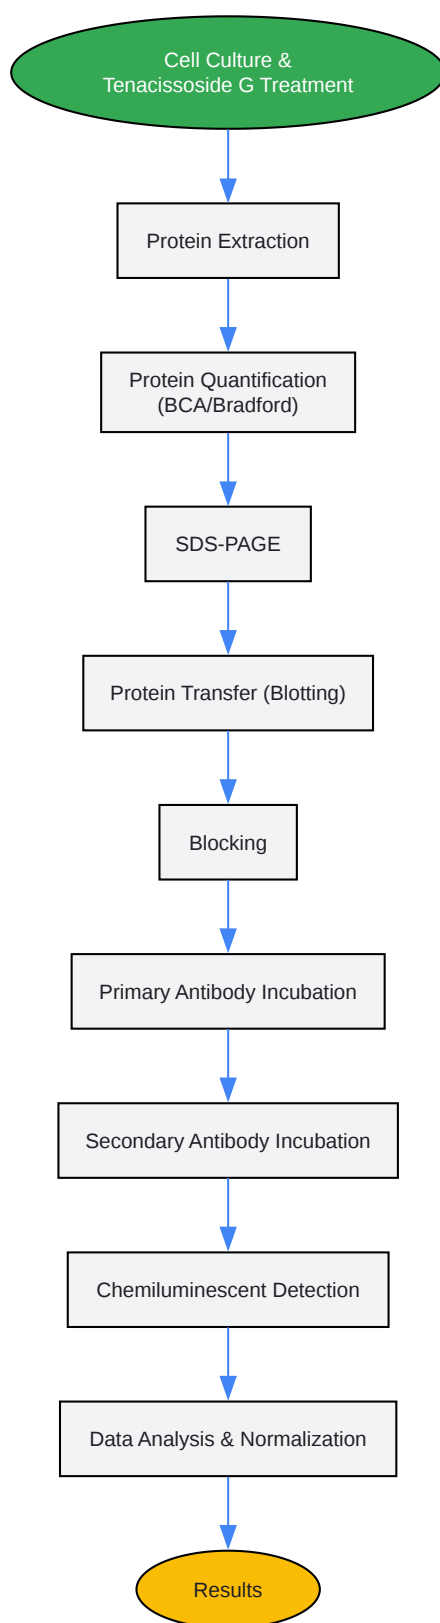 Cell Culture &
Tenacissoside G Treatment
Protein Extraction
Protein Quantification
(BCA/Bradford)
SDS-PAGE
Protein Transfer (Blotting)
Blocking
Primary Antibody Incubation
Secondary Antibody Incubation
Chemiluminescent Detection
Data Analysis & Normalization
Results